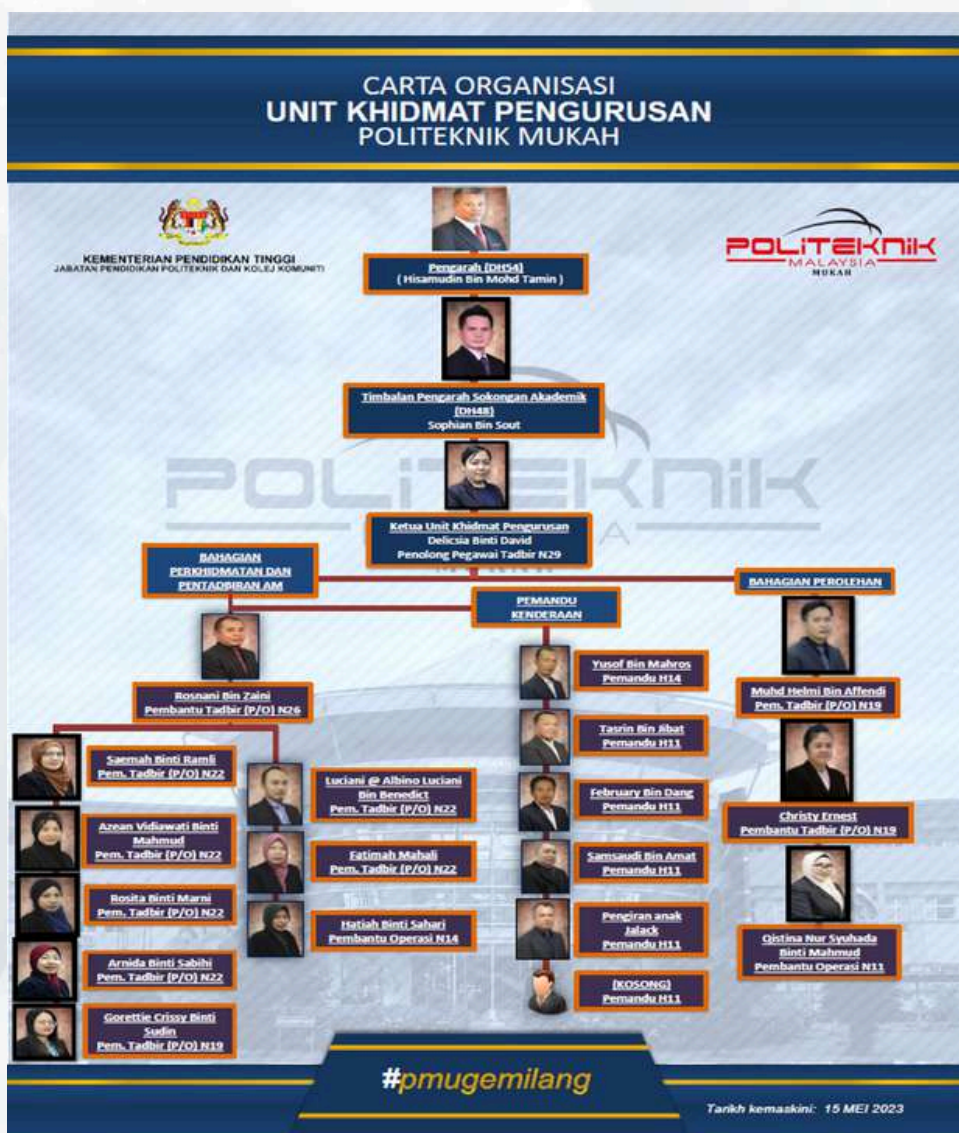 CARTA ORGANISASI
UNIT KHIDMAT PENGURUSAN
POLITEKNIK MUKAH
KEMENTERIAN PENDIDIKAN TINGGI
JABATAN PENDIDIKAN POLITEKNIK DAN KOLEJ KOMUNITI
POLITEKNIK
MALAYSIA
MUKAH
Pengarah (DH54)
( Hisamudin Bin Mohd Tamin )
Timbalan Pengarah Sokongan Akademik
(DH48)
Sophian Bin Sout
POLITEKNIK
Ketua Unit Khidmat Pengurusan
Delicsia Binti David
Penolong Pegawai Tadbir N29
BAHAGIAN
PERKHIDMATAN DAN
PENTADBIRAN AM
PEMANDU
KENDERAAN
BAHAGIAN PEROLEHAN
Rosnani Bin Zaini
Pembantu Tadbir (P/O) N26
Saemah Binti Ramli
Pem. Tadbir (P/O) N22
Azean Vidiawati Binti
Mahmud
Pem. Tadbir (P/O) N22
Rosita Binti Marni
Pem. Tadbir (P/O) N22
Arnida Binti Sabihi
Pem. Tadbir (P/O) N22
Gorettie Crissy Binti
Sudin
Pem. Tadbir (P/O) N19
Luciani @ Albino Luciani
Bin Benedict
Pem. Tadbir (P/O) N22
Fatimah Mahali
Pem. Tadbir (P/O) N22
Hatiah Binti Sahari
Pembantu Operasi N14
Yusof Bin Mahros
Pemandu H14
Tasrin Bin Jibat
Pemandu H11
February Bin Dang
Pemandu H11
Samsaudi Bin Amat
Pemandu H11
Pengiran anak
Jalack
Pemandu H11
(KOSONG)
Pemandu H11
Muhd Helmi Bin Affendi
Pem. Tadbir (P/O) N19
Christy Ernest
Pembantu Tadbir (P/O) N19
Qistina Nur Syuhada
Binti Mahmud
Pembantu Operasi N11
#pmugemilang
Tarikh kemaskini: 15 MEI 2023